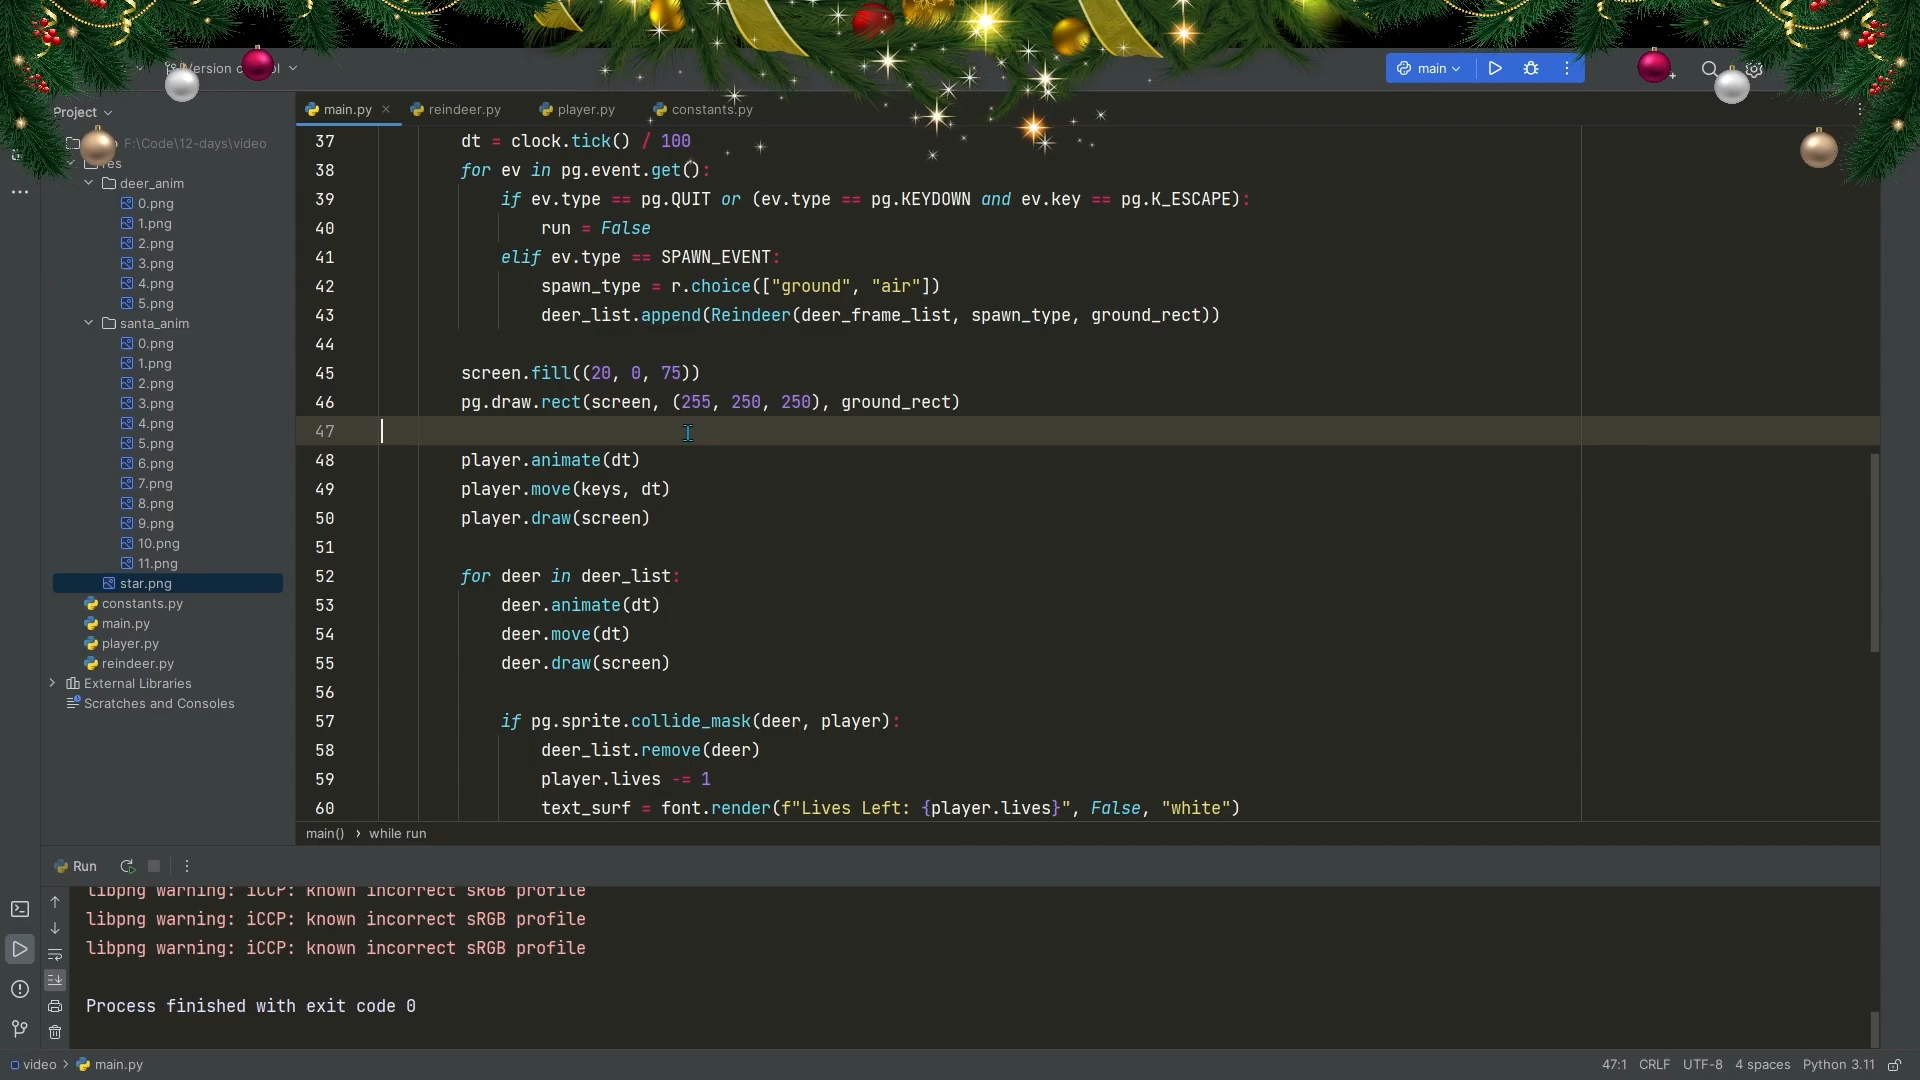 Version c l
main
Project
F:\Code\12-days\video
res
deer_anim
0.png
1.png
2.png
3.png
4.png
5.png
santa_anim
0.png
1.png
2.png
3.png
4.png
5.png
6.png
7.png
8.png
9.png
10.png
11.png
star.png
constants.py
main.py
player.py
reindeer.py
External Libraries
Scratches and Consoles
main.py reindeer.py player.py constants.py
37 dt = clock.tick() / 100
38 for ev in pg.event.get():
39 if ev.type == pg.QUIT or (ev.type == pg.KEYDOWN and ev.key == pg.K_ESCAPE):
40 run = False
41 elif ev.type == SPAWN_EVENT:
42 spawn_type = r.choice(["ground", "air"])
43 deer_list.append(Reindeer(deer_frame_list, spawn_type, ground_rect))
44
45 screen.fill((20, 0, 75))
46 pg.draw.rect(screen, (255, 250, 250), ground_rect)
47
48 player.animate(dt)
49 player.move(keys, dt)
50 player.draw(screen)
51
52 for deer in deer_list:
53 deer.animate(dt)
54 deer.move(dt)
55 deer.draw(screen)
56
57 if pg.sprite.collide_mask(deer, player):
58 deer_list.remove(deer)
59 player.lives -= 1
60 text_surf = font.render(f"Lives Left: {player.lives}", False, "white")
main() › while run
Run
libpng warning: iCCP: known incorrect sRGB profile
libpng warning: iCCP: known incorrect sRGB profile
libpng warning: iCCP: known incorrect sRGB profile
Process finished with exit code 0
video › main.py
47:1 CRLF UTF-8 4 spaces Python 3.11